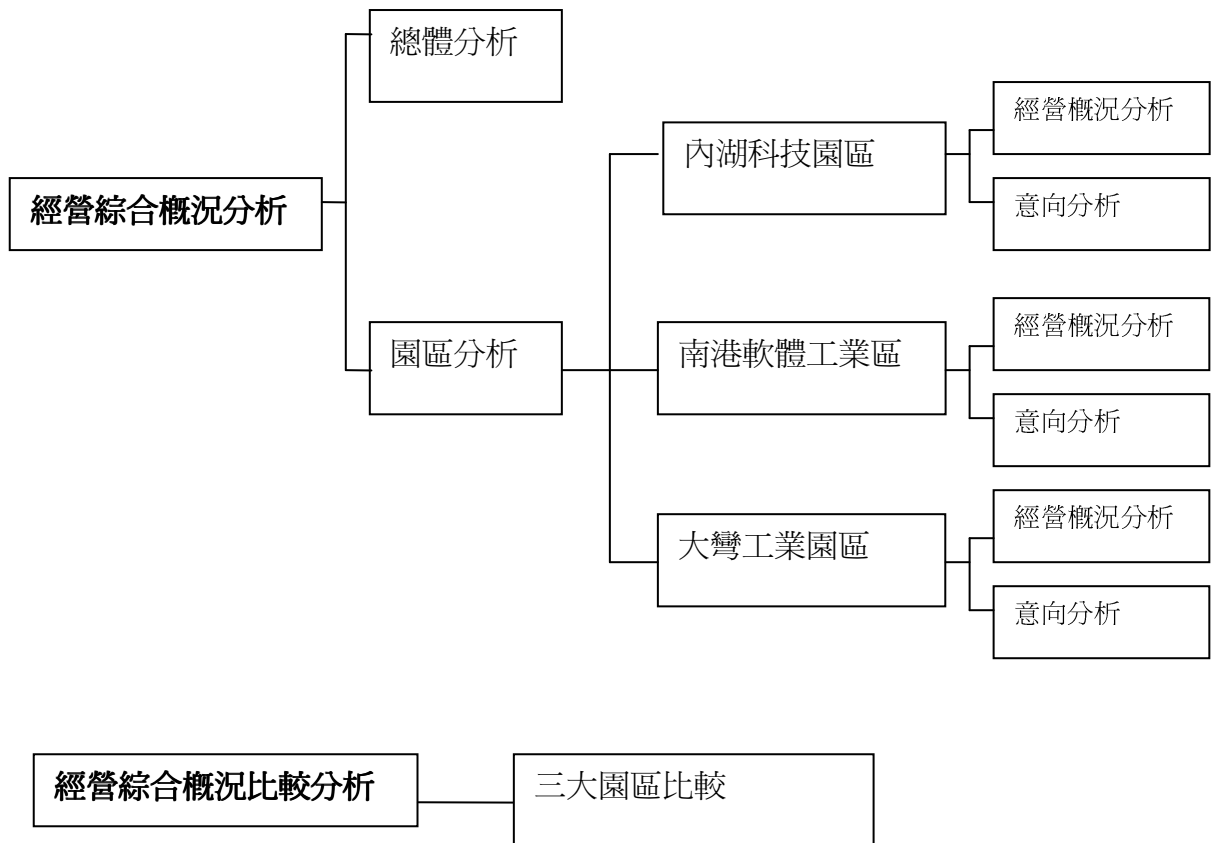 總體分析
經營綜合概況分析
園區分析
內湖科技園區
經營概況分析
意向分析
南港軟體工業區
經營概況分析
意向分析
大彎工業園區
經營概況分析
意向分析
經營綜合概況比較分析
三大園區比較